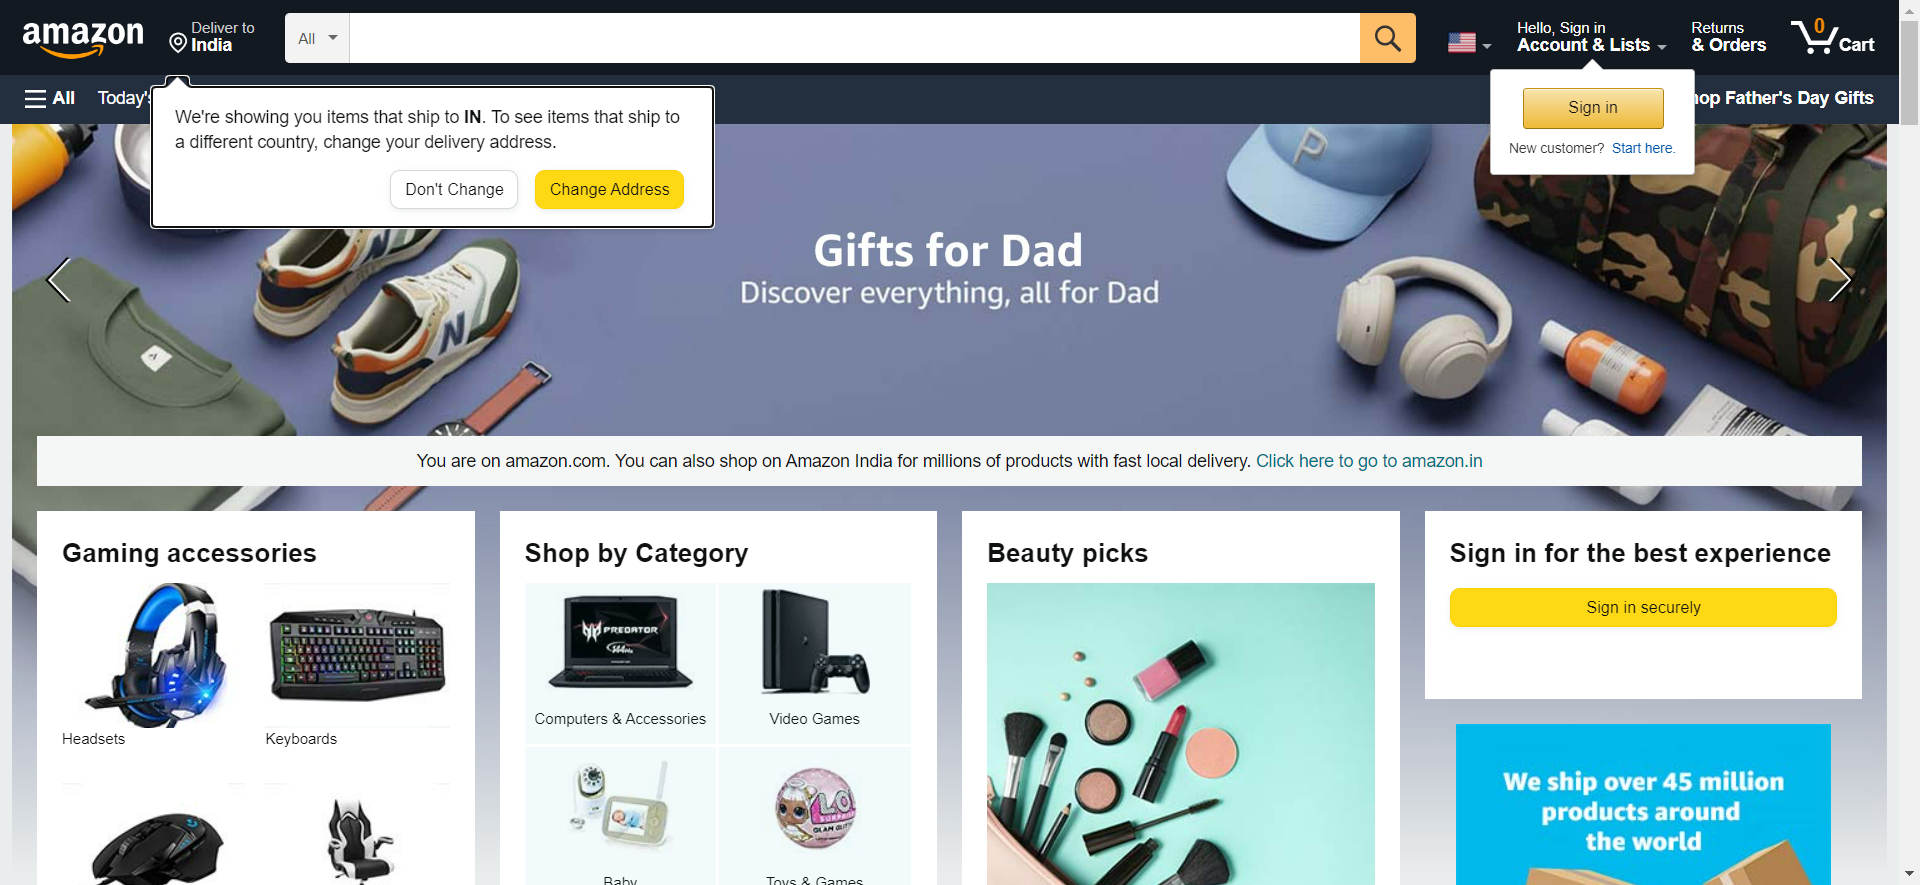 amazon
Deliver to
India
All
0
Hello, Sign in
Account & Lists
Returns
& Orders
Cart
All
Today's
Shop Father's Day Gifts
We're showing you items that ship to IN. To see items that ship to
a different country, change your delivery address.
Don't Change
Change Address
Sign in
New customer? Start here.
P
Gifts for Dad
Discover everything, all for Dad
N
You are on amazon.com. You can also shop on Amazon India for millions of products with fast local delivery. Click here to go to amazon.in
Gaming accessories
Headsets
Keyboards
Shop by Category
PREDATOR
144Hz
Computers & Accessories
Video Games
L.O.L.
SURPRISE
GLAM GLITTER
Baby
Toys & Games
Beauty picks
Sign in for the best experience
Sign in securely
We ship over 45 million
products around
the world